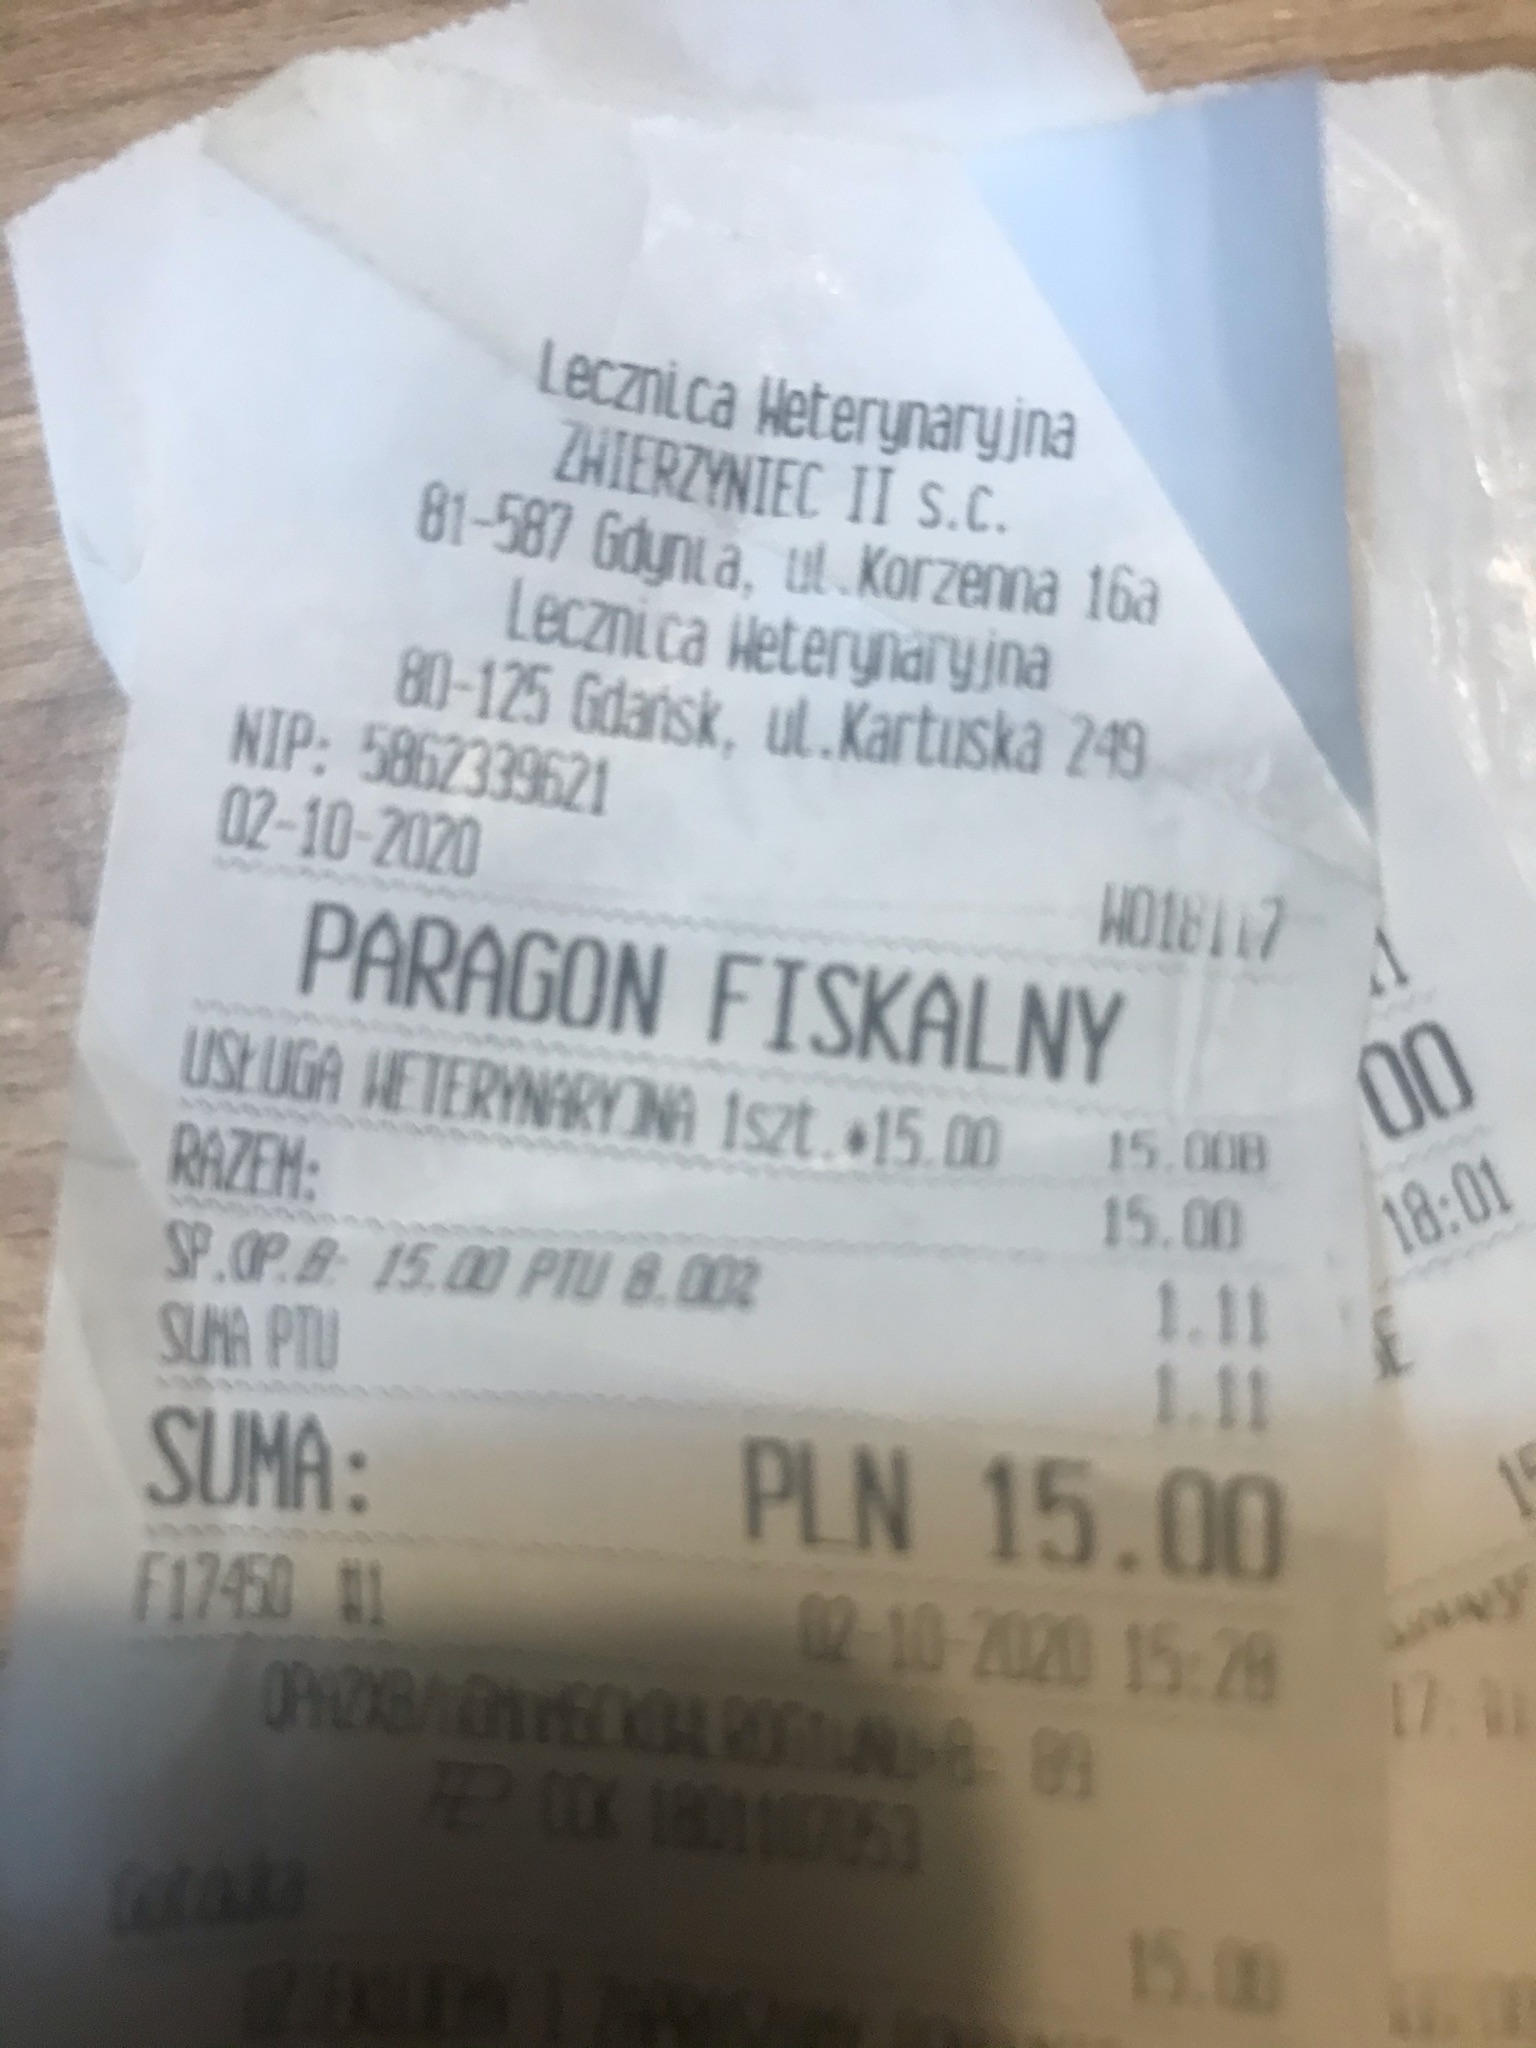 Lecznica Weterynaryjna
ZWIERZYNIEC II s.c.
81-587 Gdynia, ul.Korzenna 16a
Lecznica Weterynaryjna
80-125 Gdańsk, ul.Kartuska 249
NIP: 5862339621
02-10-2020
PARAGON FISKALNY
USŁUGA WETERYNARYJNA 1szt.*15.00 15.00B
RAZEM: 15.00
SP.OP.B: 15.00 PTU 8.00% 1.11
SUMA PTU 1.11
SUMA: PLN 15.00
F17450 #1 02-10-2020 15:28
15.00
00
18:01